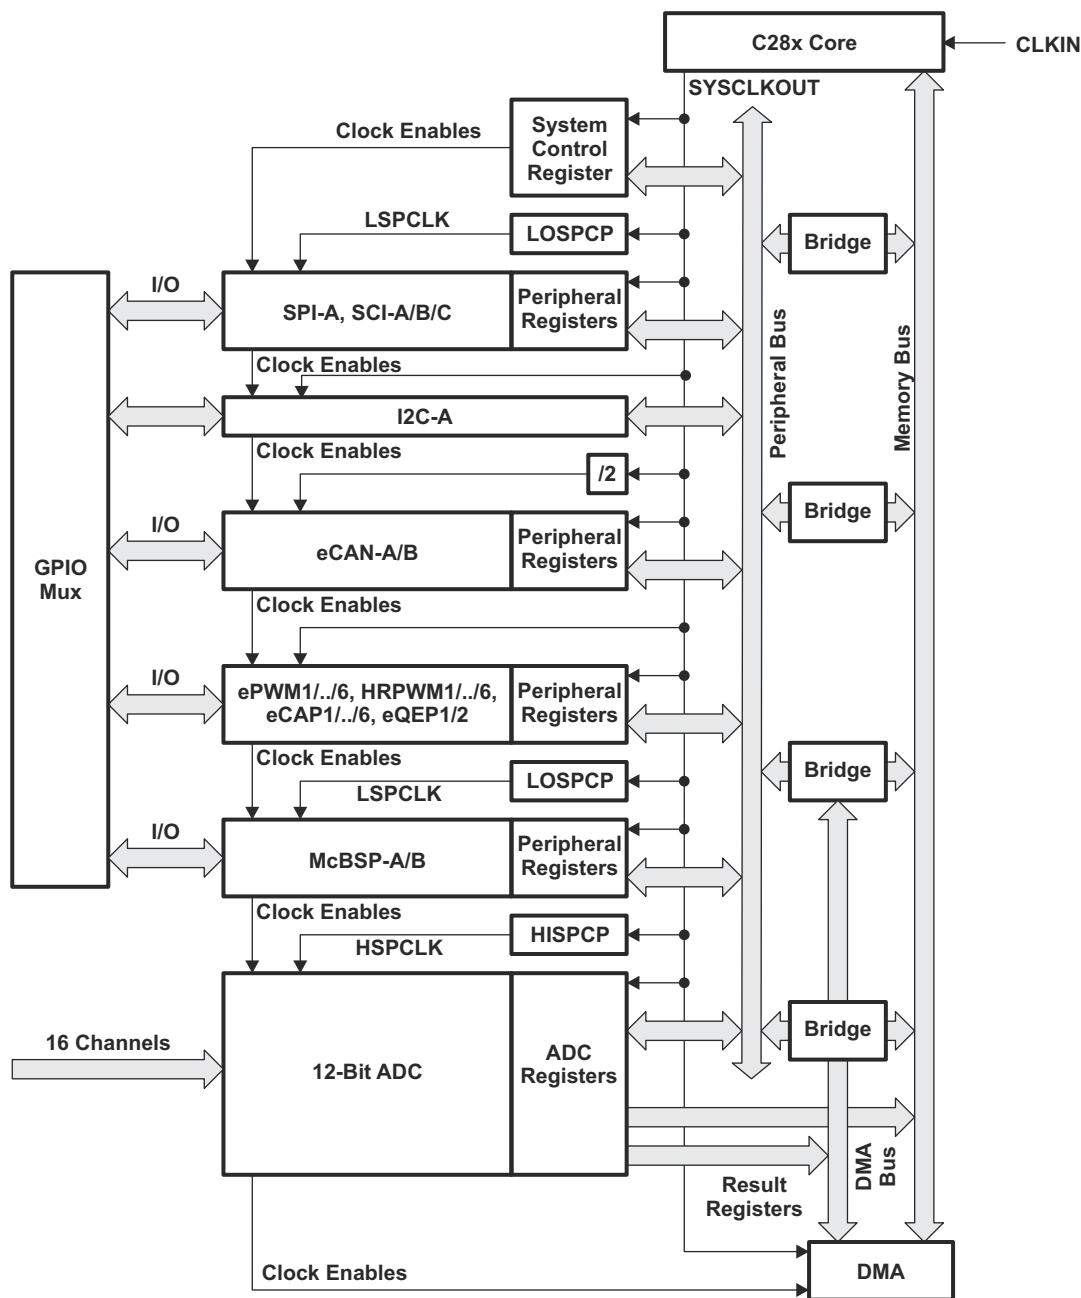 C28x Core
CLKIN
SYSCLKOUT
Clock Enables
System
Control
Register
LSPCLK
LOSPCP
Bridge
I/O
SPI-A, SCI-A/B/C
Peripheral
Registers
Clock Enables
Peripheral Bus
Memory Bus
I2C-A
Clock Enables
/2
Bridge
I/O
eCAN-A/B
Peripheral
Registers
GPIO
Mux
Clock Enables
I/O
ePWM1/../6, HRPWM1/../6,
eCAP1/../6, eQEP1/2
Peripheral
Registers
Clock Enables
LSPCLK
LOSPCP
Bridge
I/O
McBSP-A/B
Peripheral
Registers
Clock Enables
HSPCLK
HISPCP
16 Channels
12-Bit ADC
ADC
Registers
Bridge
DMA
Bus
Result
Registers
Clock Enables
DMA